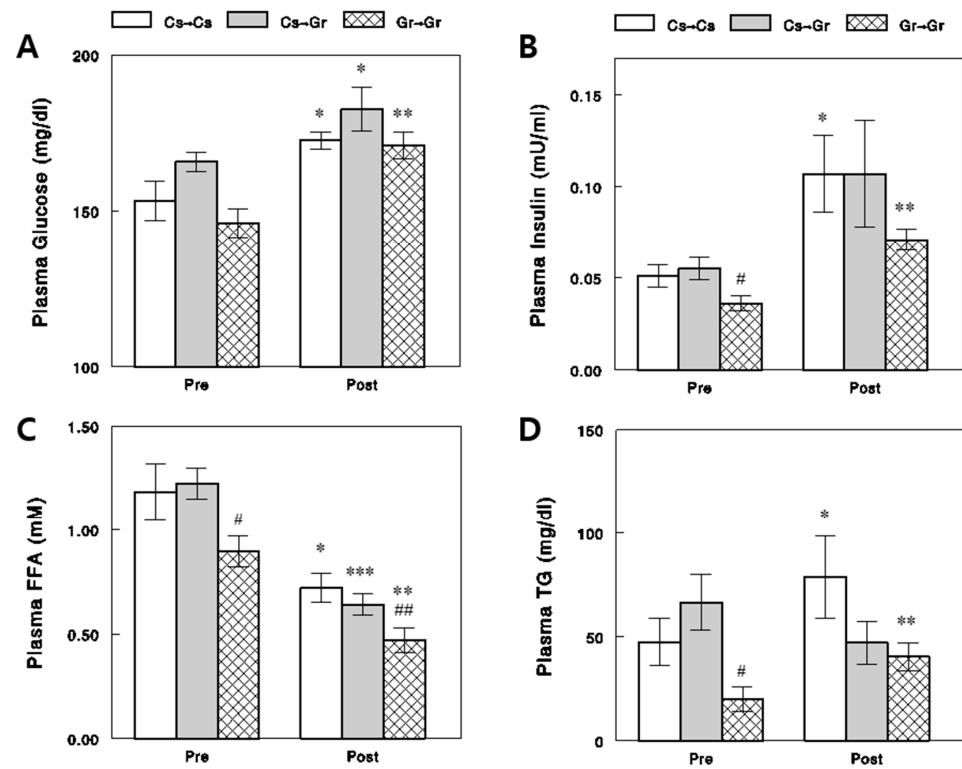 Cs→Cs Cs→Gr Gr→Gr
A
Plasma Glucose (mg/dl)
200
150
100
* * **
Pre Post
Cs→Cs Cs→Gr Gr→Gr
B
Plasma Insulin (mU/ml)
0.15
0.10
0.05
0.00
# * **
Pre Post
C
Plasma FFA (mM)
1.50
1.00
0.50
0.00
# * *** **
##
Pre Post
D
Plasma TG (mg/dl)
150
100
50
0
# * **
Pre Post